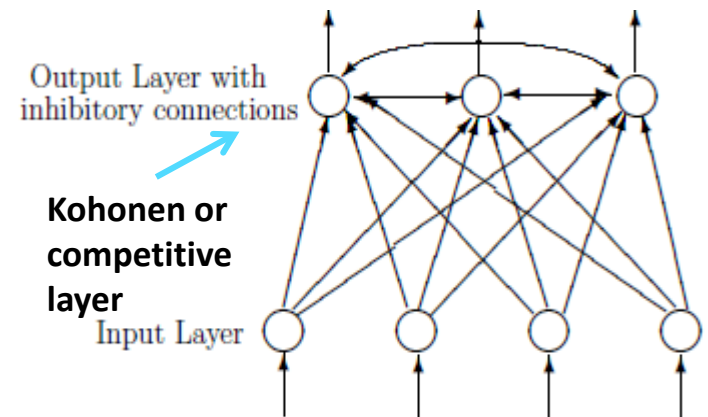 Output Layer with
inhibitory connections
Kohonen or
competitive
layer
Input Layer